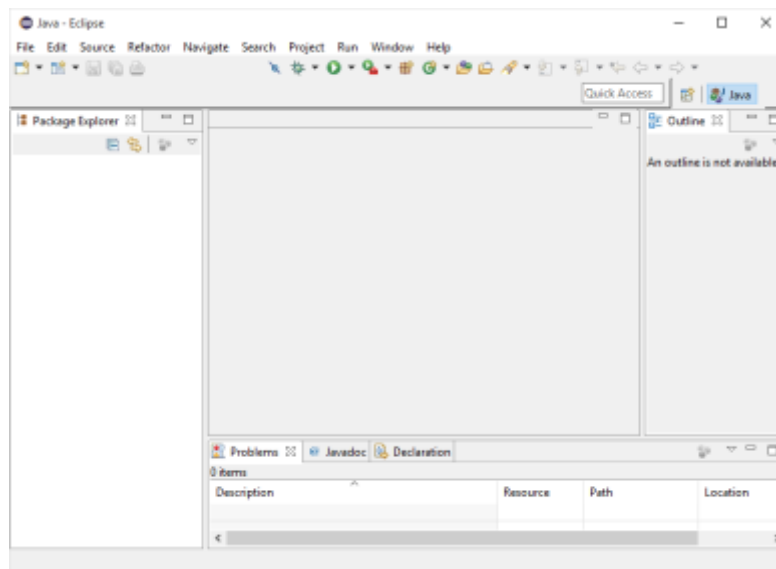 Java - Eclipse
File Edit Source Refactor Navigate Search Project Run Window Help
Quick Access
Java
Package Explorer
Outline
An outline is not available
Problems Javadoc Declaration
0 items
Description Resource Path Location